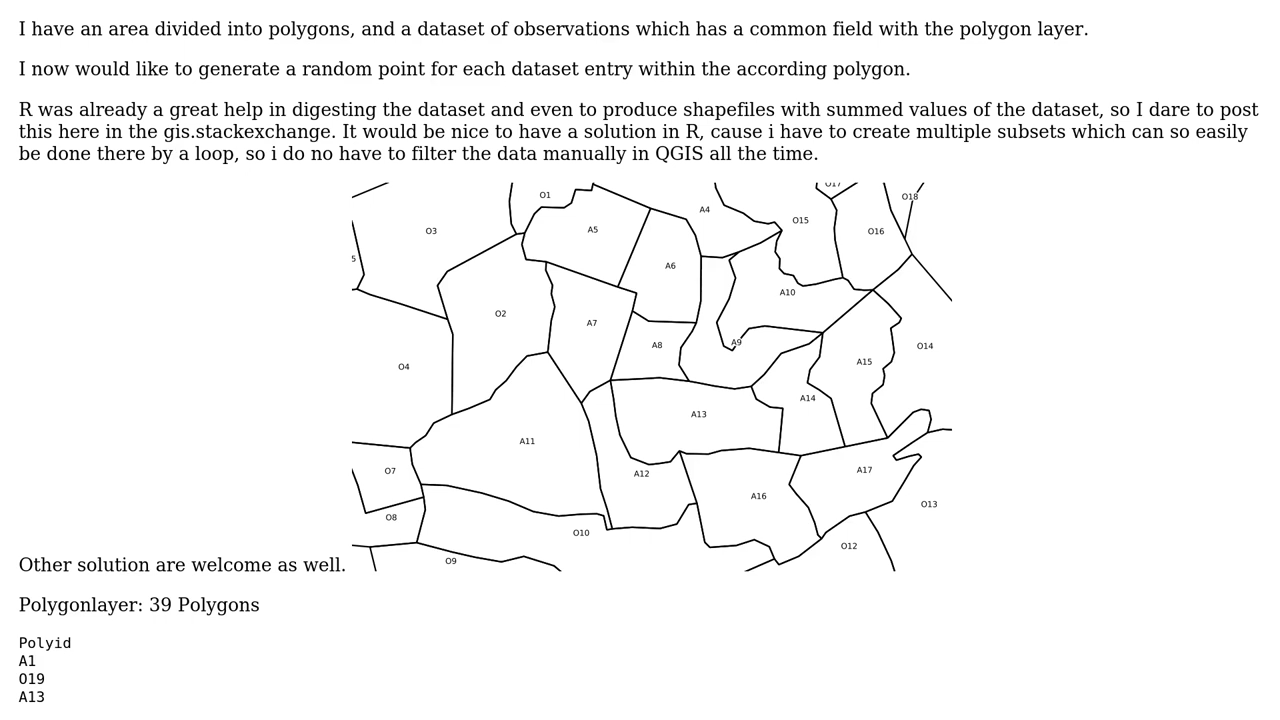 I have an area divided into polygons, and a dataset of observations which has a common field with the polygon layer.
I now would like to generate a random point for each dataset entry within the according polygon.
R was already a great help in digesting the dataset and even to produce shapefiles with summed values of the dataset, so I dare to post
this here in the gis.stackexchange. It would be nice to have a solution in R, cause i have to create multiple subsets which can so easily
be done there by a loop, so i do no have to filter the data manually in QGIS all the time.
O17
O1
O18
A4
O15
O3
A5
O16
5
A6
A10
O2
A7
A9
A8
O14
O4
A15
A14
A13
A11
O7
A12
A17
A16
O13
O8
O10
O12
O9
Other solution are welcome as well.
Polygonlayer: 39 Polygons
Polyid
A1
O19
A13